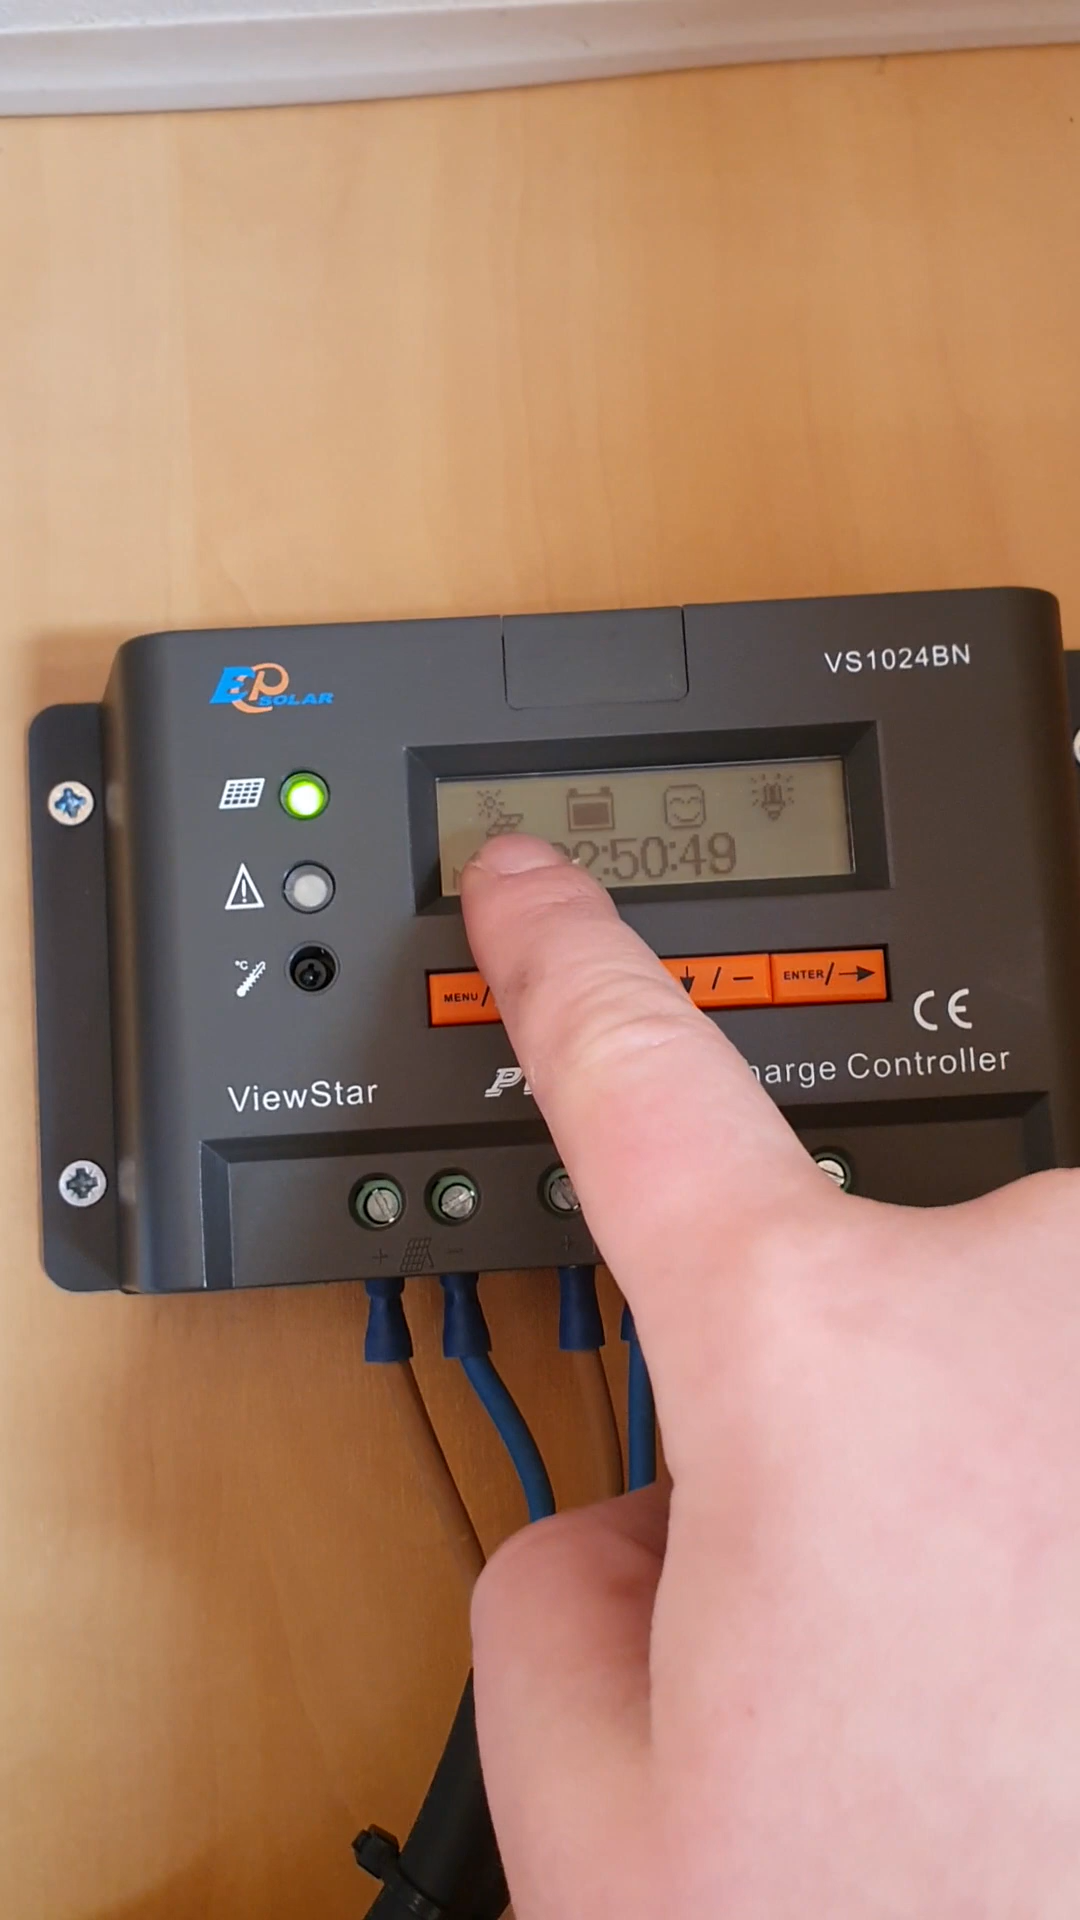 EP SOLAR
VS1024BN
2:50:49
°C
MENU/
/ −
ENTER/→
CE
ViewStar
harge Controller
+ −
+